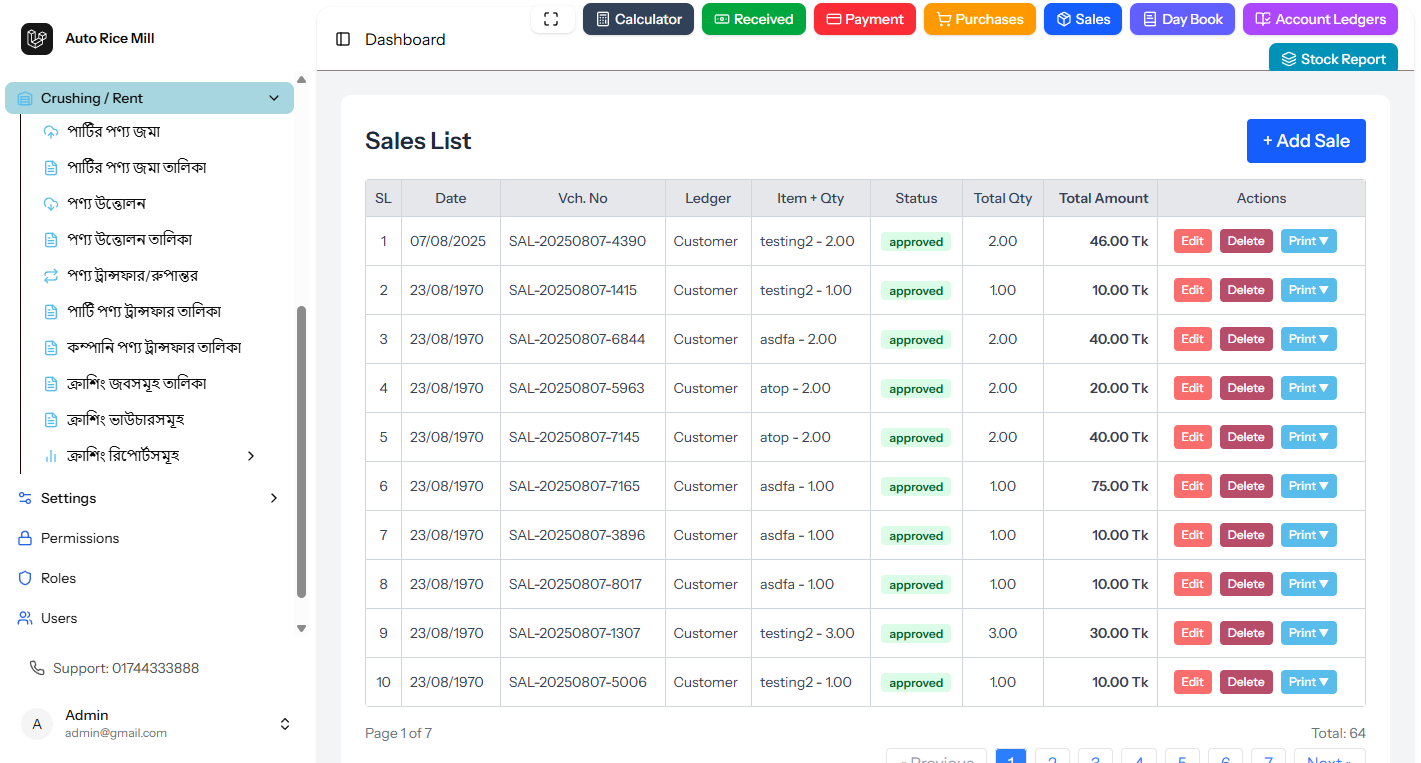 Auto Rice Mill
Crushing / Rent
পার্টির পণ্য জমা
পার্টির পণ্য জমা তালিকা
পণ্য উত্তোলন
পণ্য উত্তোলন তালিকা
পণ্য ট্রান্সফার/রুপান্তর
পার্টি পণ্য ট্রান্সফার তালিকা
কম্পানি পণ্য ট্রান্সফার তালিকা
ক্রাশিং জবসমূহ তালিকা
ক্রাশিং ভাউচারসমূহ
ক্রাশিং রিপোর্টসমূহ
Settings
Permissions
Roles
Users
Support: 01744333888
A
Admin
admin@gmail.com
Dashboard
Calculator Received Payment Purchases Sales Day Book Account Ledgers
Stock Report
Sales List
+ Add Sale
SL Date Vch. No Ledger Item + Qty Status Total Qty Total Amount Actions
1 07/08/2025 SAL-20250807-4390 Customer testing2 - 2.00 approved 2.00 46.00 Tk Edit Delete Print ▼
2 23/08/1970 SAL-20250807-1415 Customer testing2 - 1.00 approved 1.00 10.00 Tk Edit Delete Print ▼
3 23/08/1970 SAL-20250807-6844 Customer asdfa - 2.00 approved 2.00 40.00 Tk Edit Delete Print ▼
4 23/08/1970 SAL-20250807-5963 Customer atop - 2.00 approved 2.00 20.00 Tk Edit Delete Print ▼
5 23/08/1970 SAL-20250807-7145 Customer atop - 2.00 approved 2.00 40.00 Tk Edit Delete Print ▼
6 23/08/1970 SAL-20250807-7165 Customer asdfa - 1.00 approved 1.00 75.00 Tk Edit Delete Print ▼
7 23/08/1970 SAL-20250807-3896 Customer asdfa - 1.00 approved 1.00 10.00 Tk Edit Delete Print ▼
8 23/08/1970 SAL-20250807-8017 Customer asdfa - 1.00 approved 1.00 10.00 Tk Edit Delete Print ▼
9 23/08/1970 SAL-20250807-1307 Customer testing2 - 3.00 approved 3.00 30.00 Tk Edit Delete Print ▼
10 23/08/1970 SAL-20250807-5006 Customer testing2 - 1.00 approved 1.00 10.00 Tk Edit Delete Print ▼
Page 1 of 7
Total: 64
« Previous 1 2 3 4 5 6 7 Next »